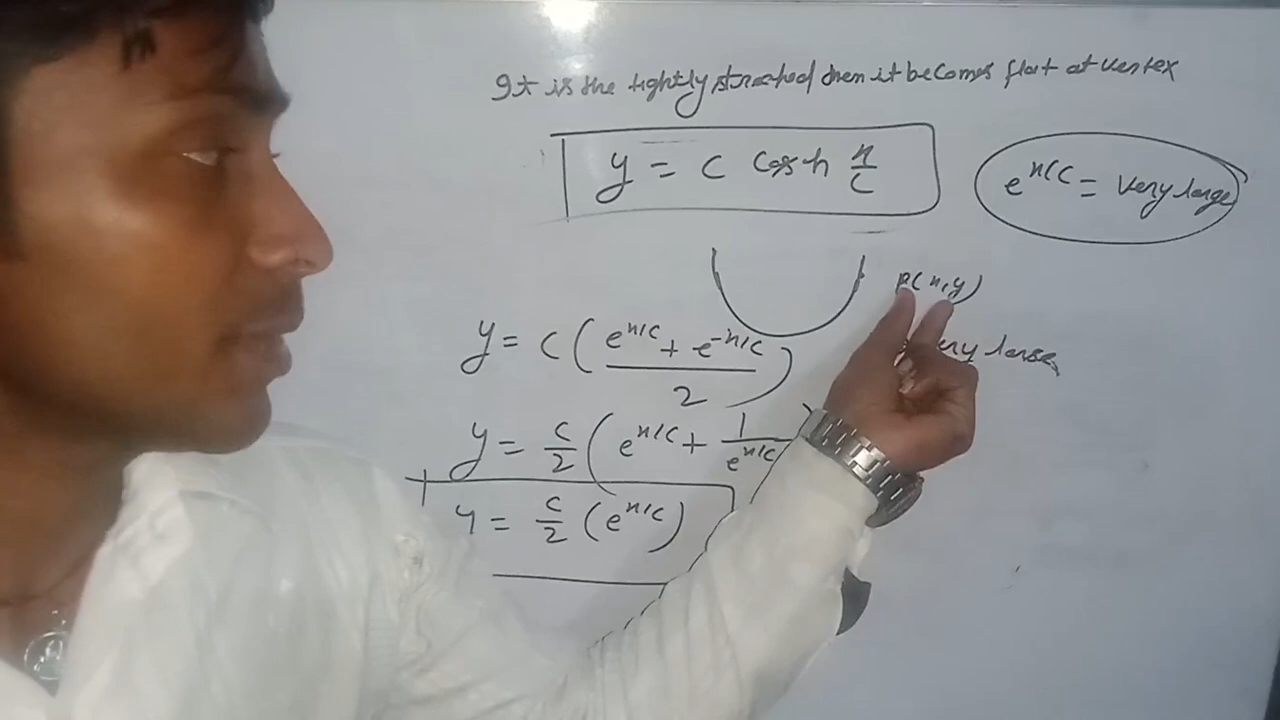 It is the tightly streached then it becomes flat at vertex
y = c cosh x/c
e^x/c = very large
P(x,y)
very large
y = c ( (e^x/c + e^-x/c) / 2 )
y = c/2 ( e^x/c + 1/e^x/c )
y = c/2 (e^x/c)